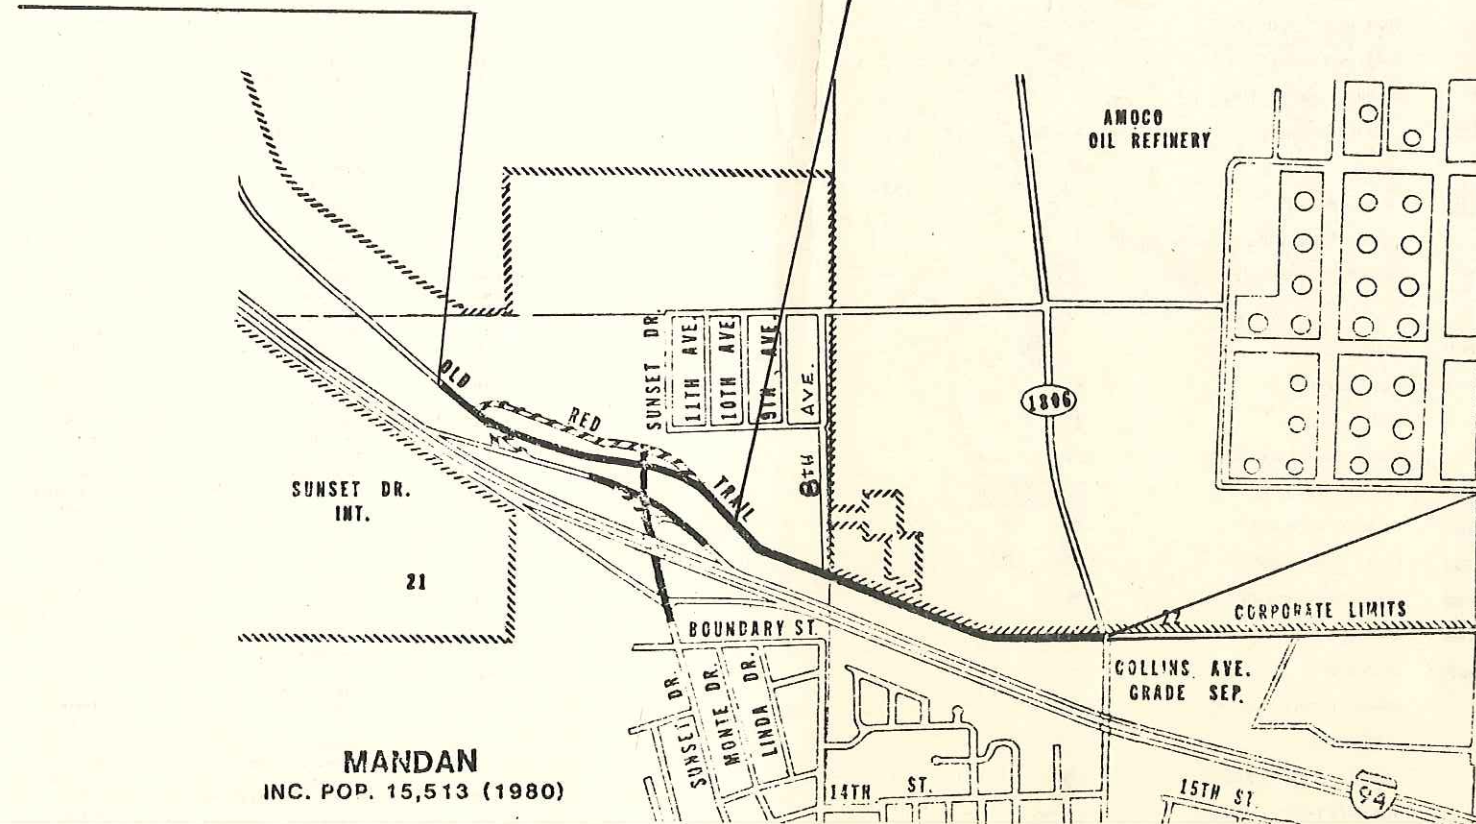 AMOCO
OIL REFINERY
SUNSET DR.
11TH AVE.
10TH AVE
9TH AVE.
8TH AVE.
OLD RED TRAIL
1806
SUNSET DR.
INT.
21
22
CORPORATE LIMITS
BOUNDARY ST.
COLLINS AVE.
GRADE SEP.
SUNSET DR.
MONTE DR.
LINDA DR.
MANDAN
INC. POP. 15,513 (1980)
14TH ST.
15TH ST.
94